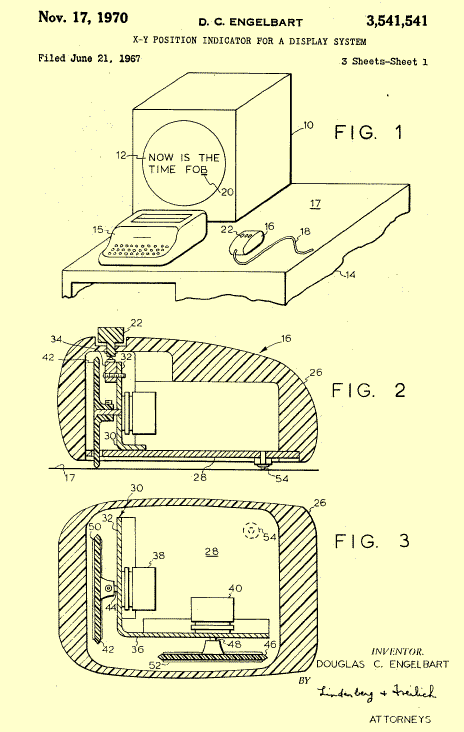 Nov. 17, 1970
D. C. ENGELBART
3,541,541
X-Y POSITION INDICATOR FOR A DISPLAY SYSTEM
Filed June 21, 1967
3 Sheets-Sheet 1
10
FIG. 1
12
NOW IS THE
TIME FOB
20
17
15
22
16
18
14
22
34
42
32
16
26
FIG. 2
30
17
28
54
30
26
32
50
54
FIG. 3
38
28
40
44
42
36
48
46
52
INVENTOR.
DOUGLAS C. ENGELBART
BY
Lindenberg & Freilich
ATTORNEYS